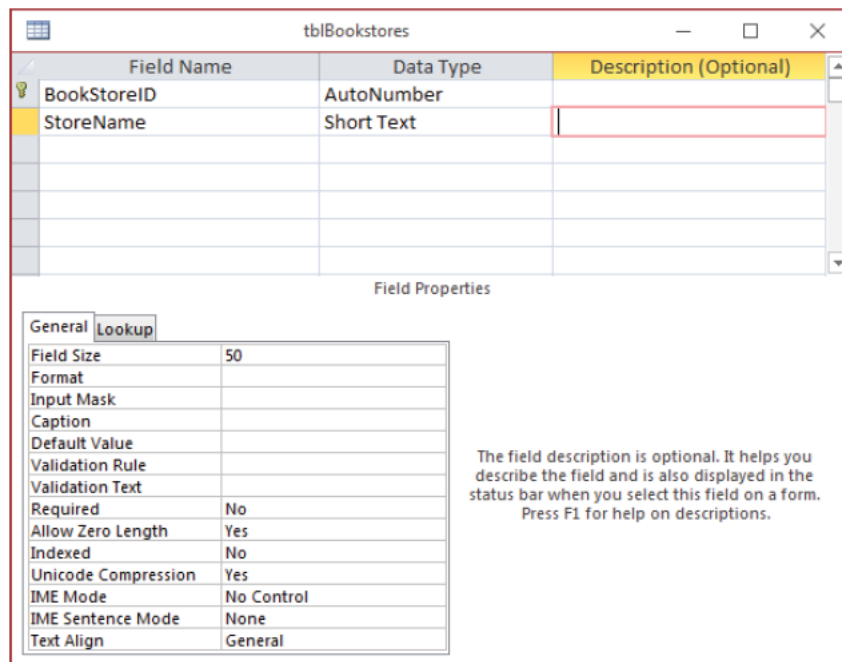 tblBookstores
Field Name Data Type Description (Optional)
BookStoreID AutoNumber
StoreName Short Text
Field Properties
General Lookup
Field Size 50
Format
Input Mask
Caption
Default Value
Validation Rule
Validation Text
Required No
Allow Zero Length Yes
Indexed No
Unicode Compression Yes
IME Mode No Control
IME Sentence Mode None
Text Align General
The field description is optional. It helps you
describe the field and is also displayed in the
status bar when you select this field on a form.
Press F1 for help on descriptions.